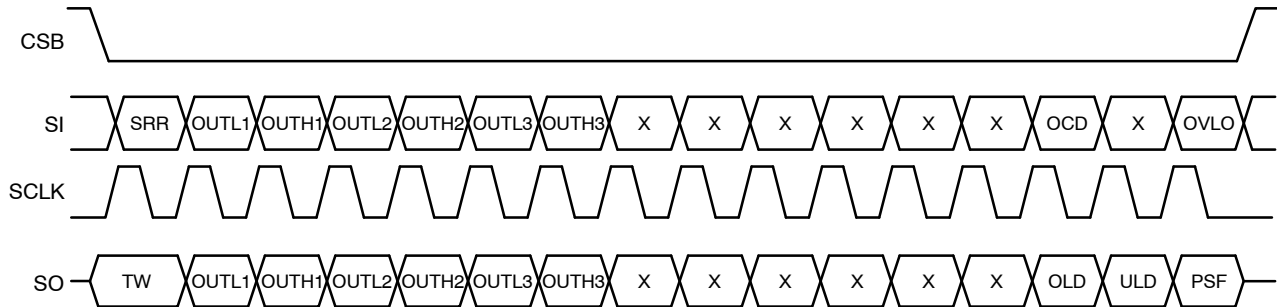 CSB
SI SRR OUTL1 OUTH1 OUTL2 OUTH2 OUTL3 OUTH3 X X X X X X OCD X OVLO
SCLK
SO TW OUTL1 OUTH1 OUTL2 OUTH2 OUTL3 OUTH3 X X X X X X OLD ULD PSF